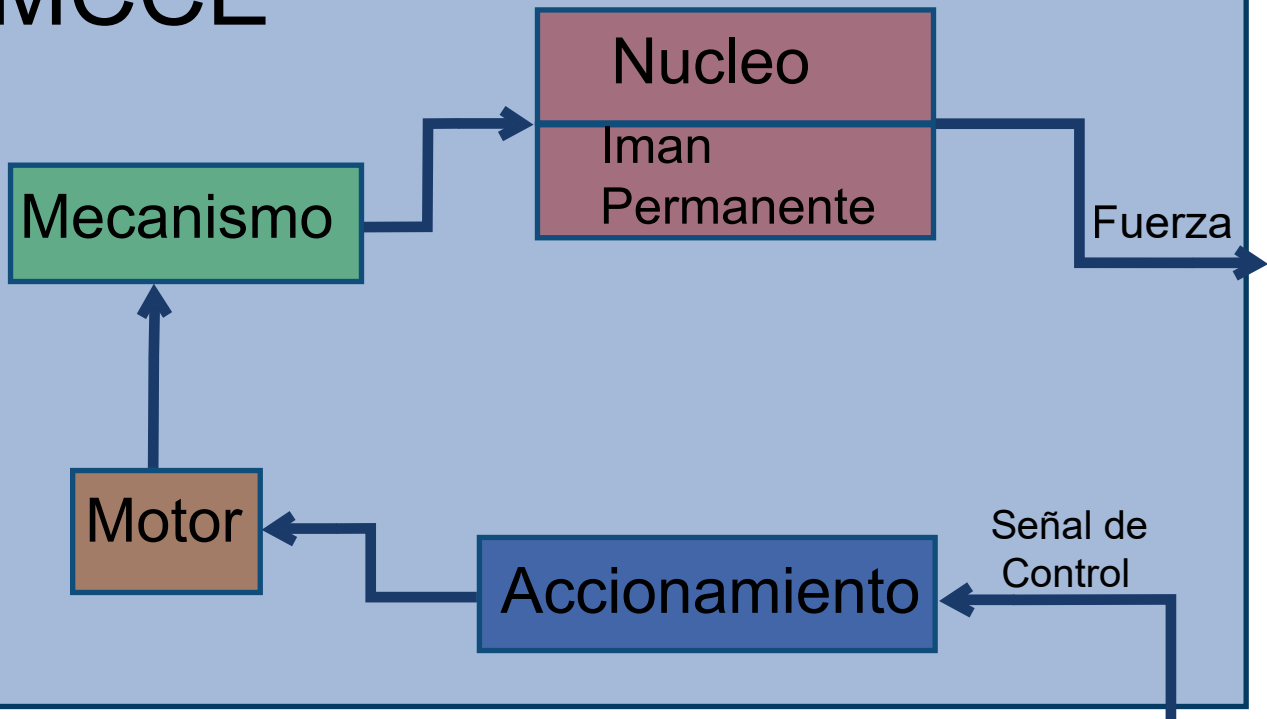 Nucleo
Iman
Permanente
Mecanismo
Fuerza
Motor
Señal de
Control
Accionamiento